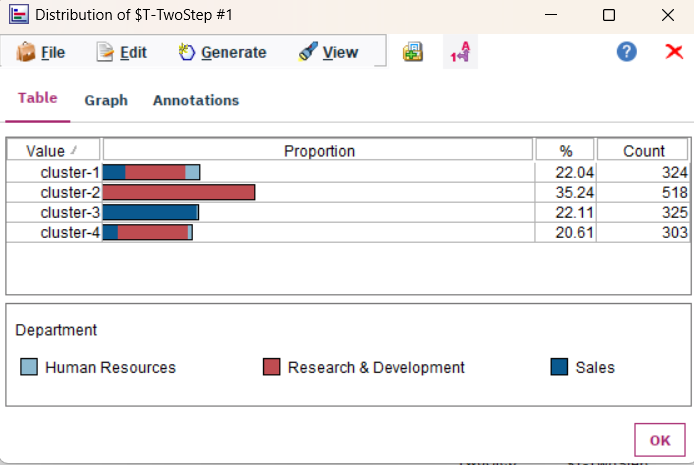 Distribution of $T-TwoStep #1
File Edit Generate View
Table Graph Annotations
Value Proportion % Count
cluster-1 22.04 324
cluster-2 35.24 518
cluster-3 22.11 325
cluster-4 20.61 303
Department
Human Resources Research & Development Sales
OK